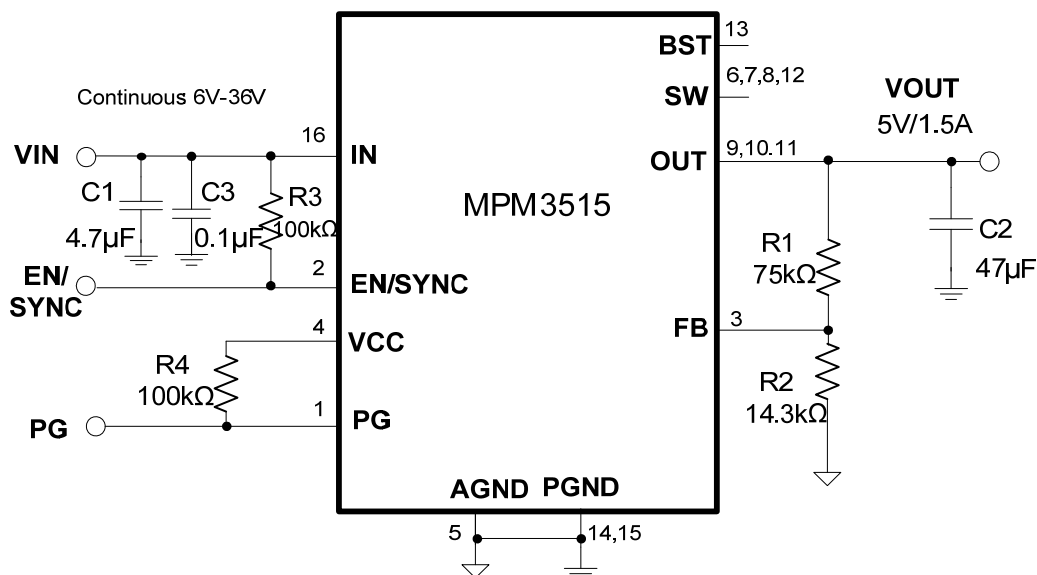 Continuous 6V-36V
VIN
16
IN
C1
4.7µF
C3
0.1µF
R3
100kΩ
EN/
SYNC
2
EN/SYNC
4
VCC
R4
100kΩ
PG
1
PG
MPM3515
BST
13
SW
6,7,8,12
OUT
9,10.11
VOUT
5V/1.5A
R1
75kΩ
C2
47µF
FB
3
R2
14.3kΩ
AGND
PGND
5
14,15